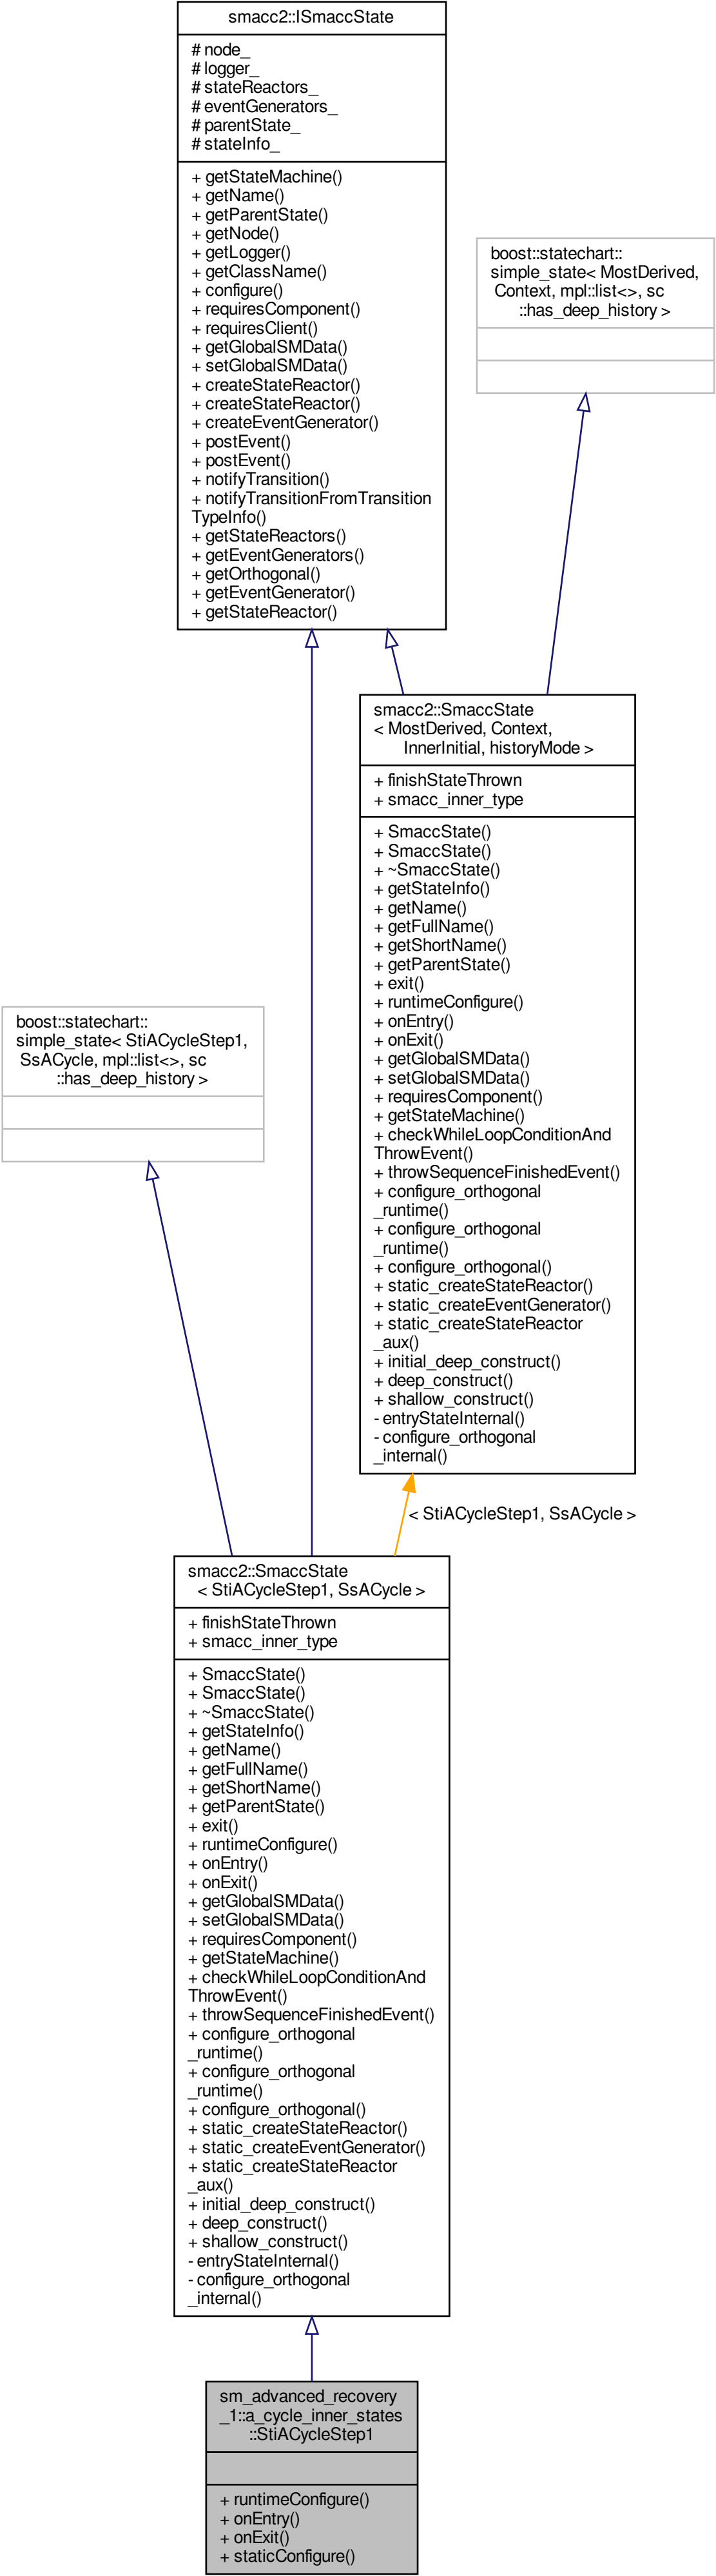 smacc2::ISmaccState
# node_
# logger_
# stateReactors_
# eventGenerators_
# parentState_
# stateInfo_
+ getStateMachine()
+ getName()
+ getParentState()
+ getNode()
+ getLogger()
+ getClassName()
+ configure()
+ requiresComponent()
+ requiresClient()
+ getGlobalSMData()
+ setGlobalSMData()
+ createStateReactor()
+ createStateReactor()
+ createEventGenerator()
+ postEvent()
+ postEvent()
+ notifyTransition()
+ notifyTransitionFromTransition
TypeInfo()
+ getStateReactors()
+ getEventGenerators()
+ getOrthogonal()
+ getEventGenerator()
+ getStateReactor()
boost::statechart::
simple_state< MostDerived,
Context, mpl::list<>, sc
::has_deep_history >
smacc2::SmaccState
< MostDerived, Context,
InnerInitial, historyMode >
+ finishStateThrown
+ smacc_inner_type
+ SmaccState()
+ SmaccState()
+ ~SmaccState()
+ getStateInfo()
+ getName()
+ getFullName()
+ getShortName()
+ getParentState()
+ exit()
+ runtimeConfigure()
+ onEntry()
+ onExit()
+ getGlobalSMData()
+ setGlobalSMData()
+ requiresComponent()
+ getStateMachine()
+ checkWhileLoopConditionAnd
ThrowEvent()
+ throwSequenceFinishedEvent()
+ configure_orthogonal
_runtime()
+ configure_orthogonal
_runtime()
+ configure_orthogonal()
+ static_createStateReactor()
+ static_createEventGenerator()
+ static_createStateReactor
_aux()
+ initial_deep_construct()
+ deep_construct()
+ shallow_construct()
- entryStateInternal()
- configure_orthogonal
_internal()
boost::statechart::
simple_state< StiACycleStep1,
SsACycle, mpl::list<>, sc
::has_deep_history >
< StiACycleStep1, SsACycle >
smacc2::SmaccState
< StiACycleStep1, SsACycle >
+ finishStateThrown
+ smacc_inner_type
+ SmaccState()
+ SmaccState()
+ ~SmaccState()
+ getStateInfo()
+ getName()
+ getFullName()
+ getShortName()
+ getParentState()
+ exit()
+ runtimeConfigure()
+ onEntry()
+ onExit()
+ getGlobalSMData()
+ setGlobalSMData()
+ requiresComponent()
+ getStateMachine()
+ checkWhileLoopConditionAnd
ThrowEvent()
+ throwSequenceFinishedEvent()
+ configure_orthogonal
_runtime()
+ configure_orthogonal
_runtime()
+ configure_orthogonal()
+ static_createStateReactor()
+ static_createEventGenerator()
+ static_createStateReactor
_aux()
+ initial_deep_construct()
+ deep_construct()
+ shallow_construct()
- entryStateInternal()
- configure_orthogonal
_internal()
sm_advanced_recovery
_1::a_cycle_inner_states
::StiACycleStep1
+ runtimeConfigure()
+ onEntry()
+ onExit()
+ staticConfigure()